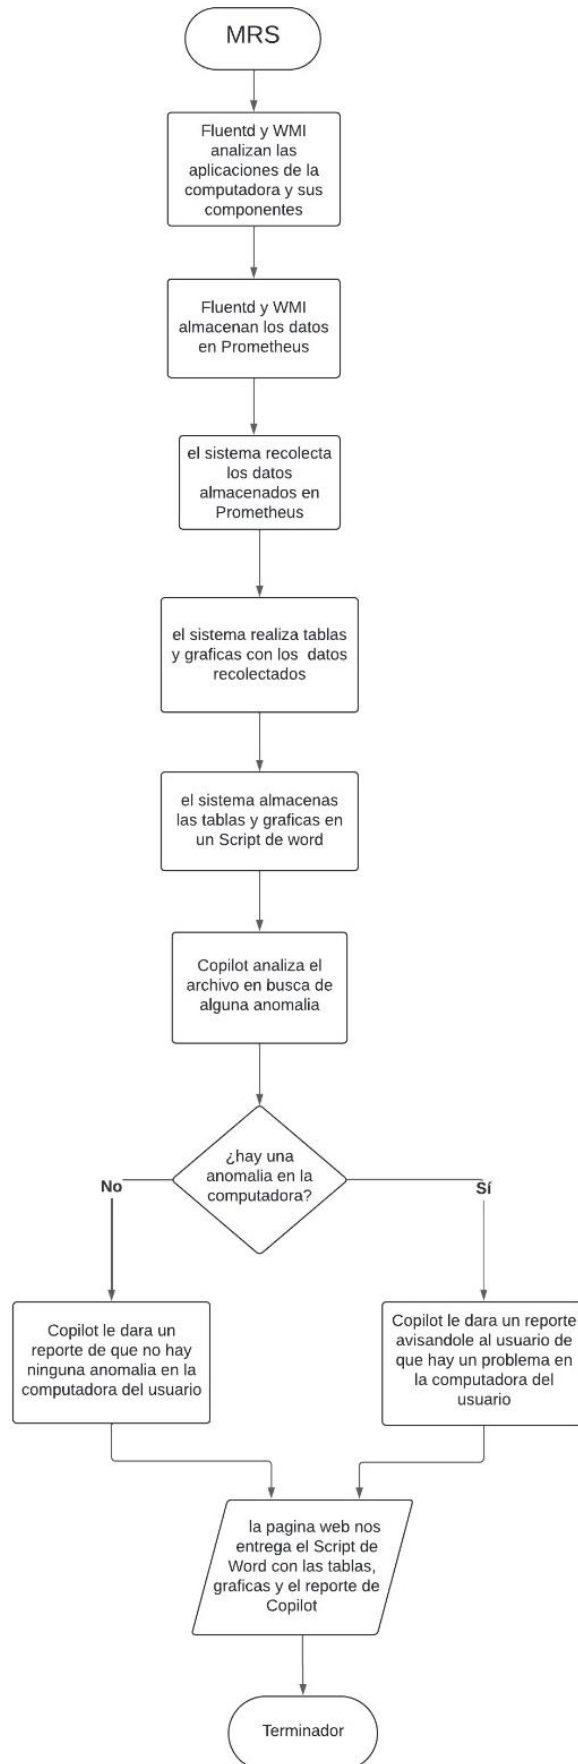 MRS
Fluentd y WMI
analizan las
aplicaciones de la
computadora y sus
componentes
Fluentd y WMI
almacenan los datos
en Prometheus
el sistema recolecta
los datos
almacenados en
Prometheus
el sistema realiza tablas
y graficas con los datos
recolectados
el sistema almacenas
las tablas y graficas en
un Script de word
Copilot analiza el
archivo en busca de
alguna anomalia
¿hay una
anomalia en la
computadora?
No
Sí
Copilot le dara un
reporte de que no hay
ninguna anomalia en la
computadora del usuario
Copilot le dara un reporte
avisandole al usuario de
que hay un problema en
la computadora del
usuario
la pagina web nos
entrega el Script de
Word con las tablas,
graficas y el reporte de
Copilot
Terminador